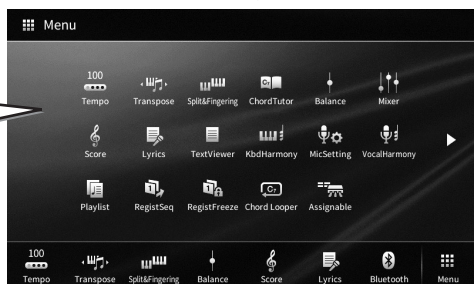 Menu
100
Tempo Transpose Split&Fingering ChordTutor Balance Mixer
Score Lyrics TextViewer KbdHarmony MicSetting VocalHarmony
Playlist RegistSeq RegistFreeze Chord Looper Assignable
100
Tempo Transpose Split&Fingering Balance Score Lyrics Bluetooth Menu